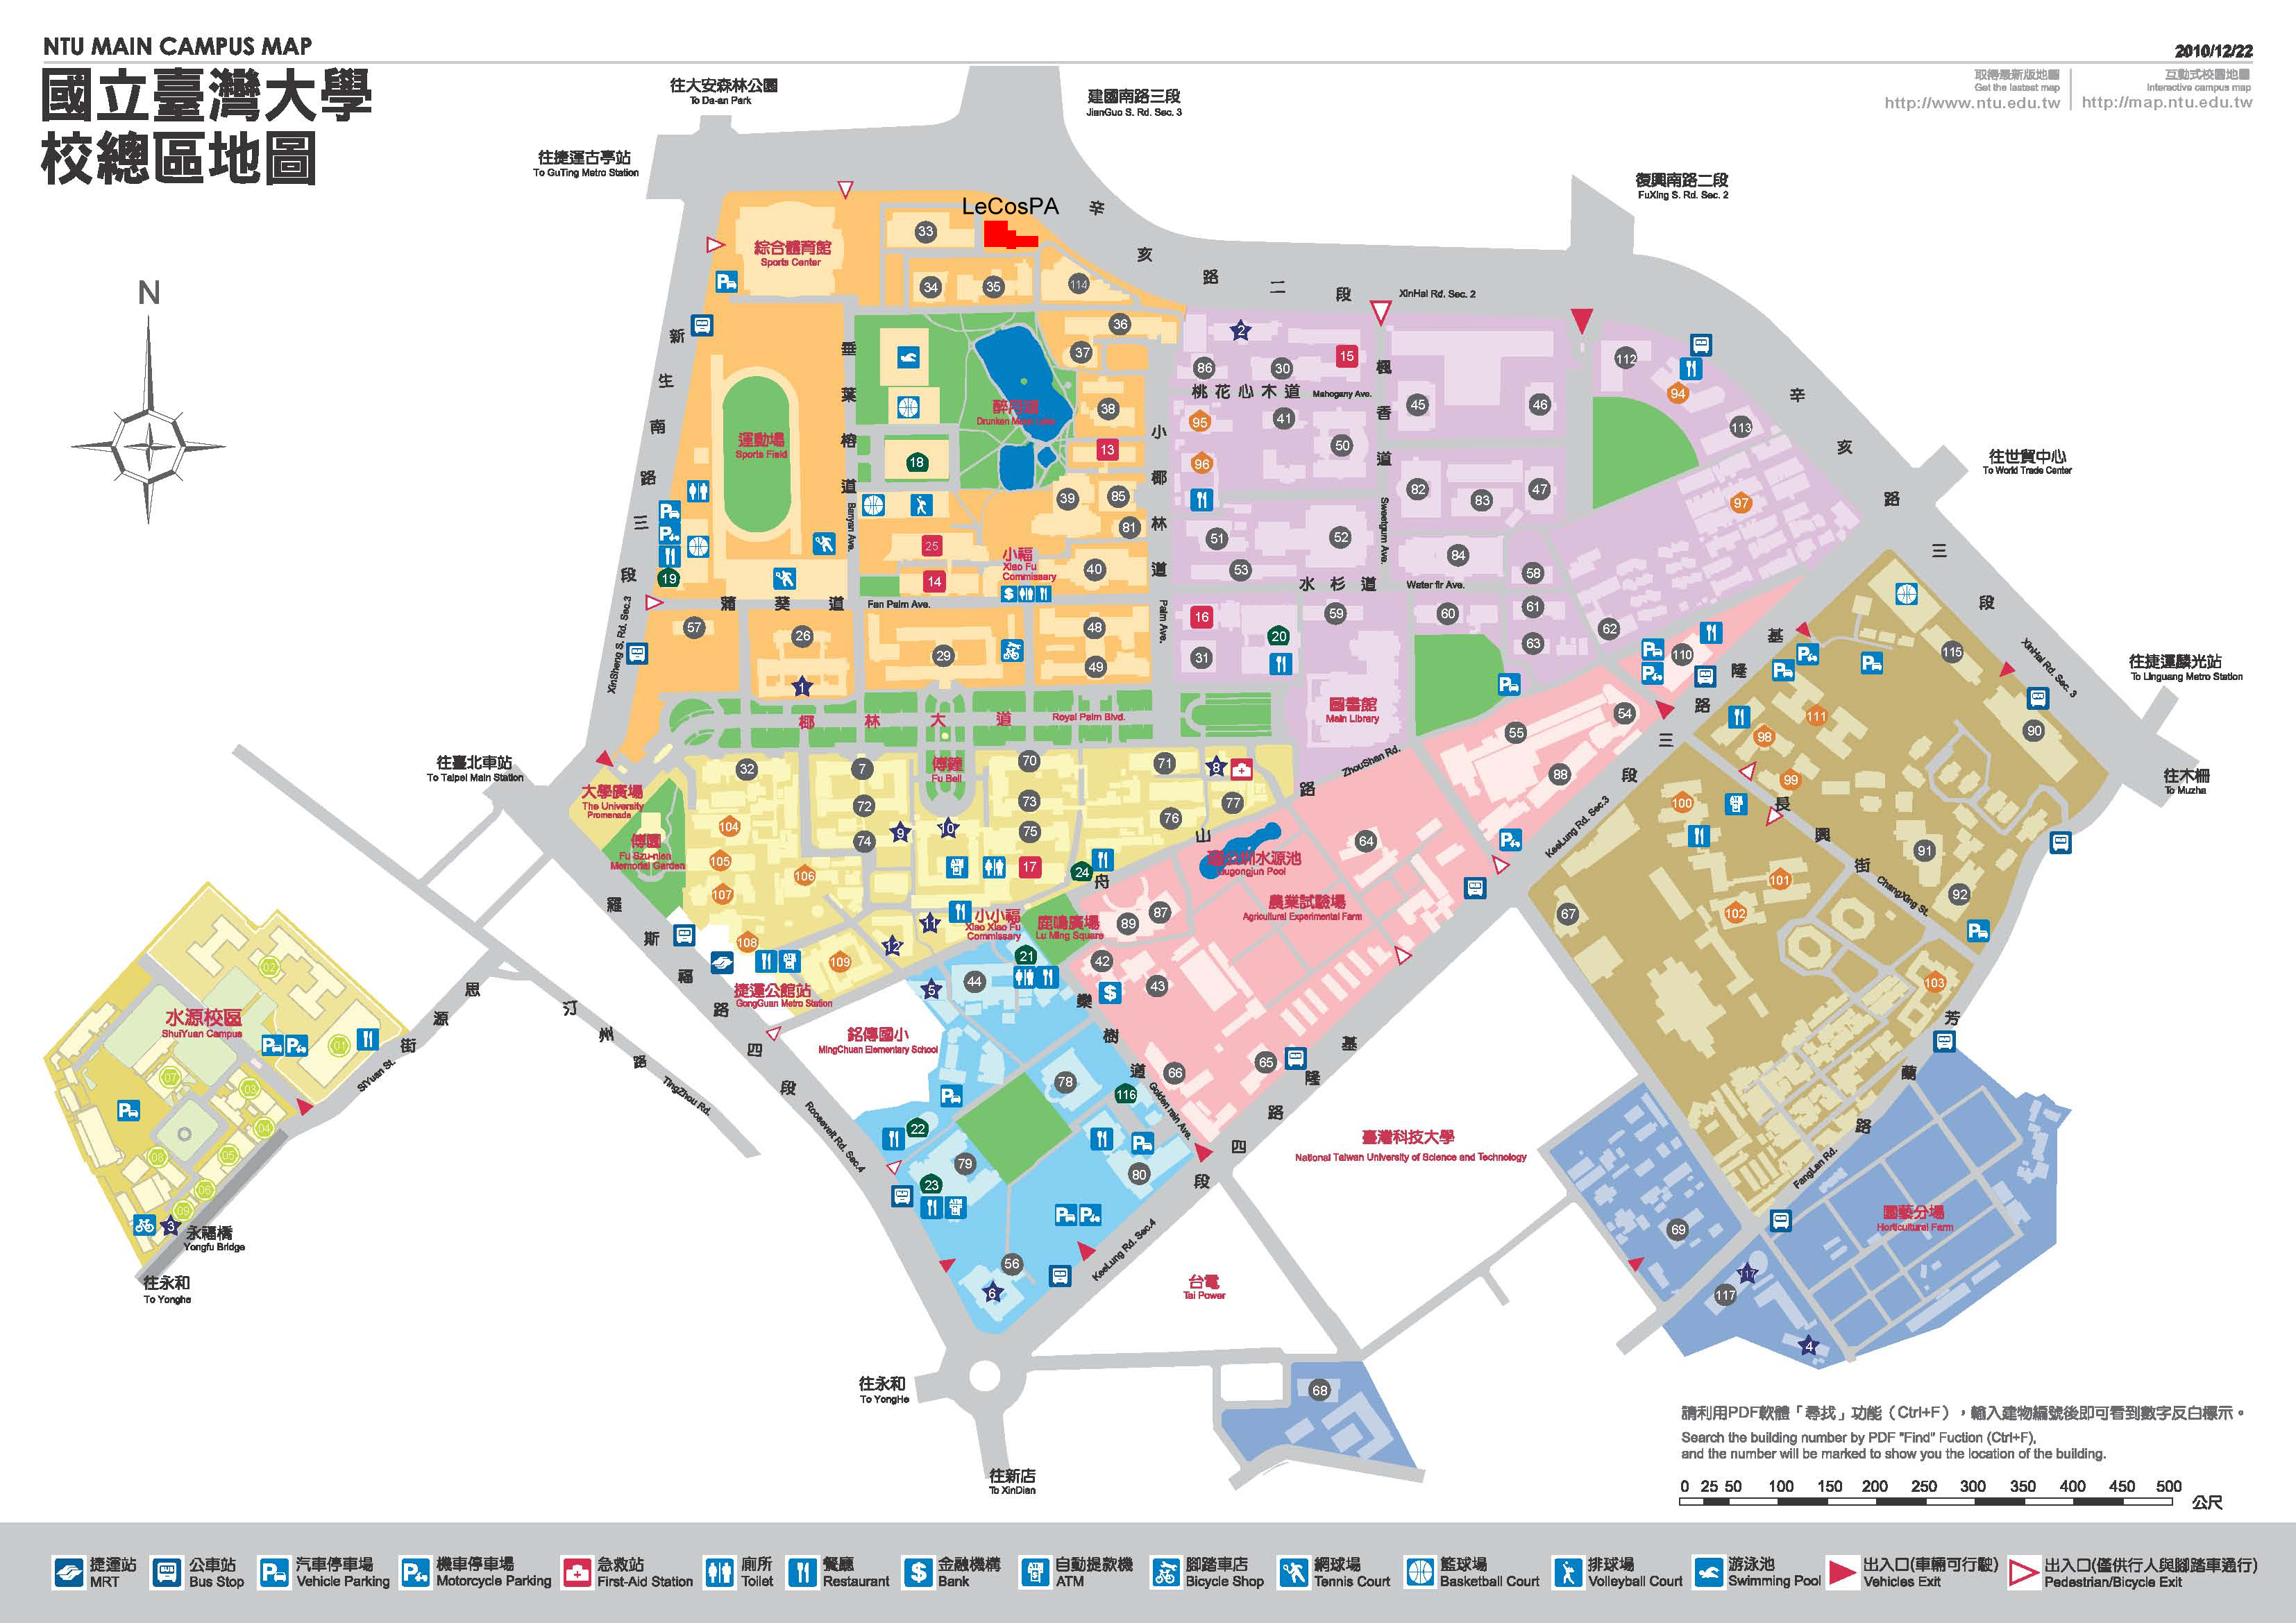 NTU MAIN CAMPUS MAP
2010/12/22
國立臺灣大學
校總區地圖
取得最新版地圖
Get the lastest map
http://www.ntu.edu.tw
互動式校園地圖
Interactive campus map
http://map.ntu.edu.tw
往大安森林公園
To Da-an Park
建國南路三段
JianGuo S. Rd. Sec. 3
往捷運古亭站
To GuTing Metro Station
復興南路二段
FuXing S. Rd. Sec. 2
LeCosPA
辛亥路二段
XinHai Rd. Sec. 2
N
綜合體育館
Sports Center
33
34
35
114
36
37
38
13
39
85
81
40
18
25
14
新生南路三段
XinSheng S. Rd. Sec.3
垂葉榕道
Banyan Ave.
醉月湖
Drunken Moon Lake
運動場
Sports Field
小福
Xiao Fu
Commissary
小椰林道
Palm Ave.
19
蒲葵道
Fan Palm Ave.
57
26
1
29
48
49
2
86
30
15
桃花心木道
Mahogany Ave.
楓香道
Sweetgum Ave.
95
41
50
96
45
46
82
83
47
51
52
53
84
58
水杉道
Water fir Ave.
16
59
60
61
20
31
63
62
112
94
113
97
辛亥路三段
XinHai Rd. Sec. 3
往世貿中心
To World Trade Center
往捷運麟光站
To Linguang Metro Station
往木柵
To Muzha
圖書館
Main Library
椰林大道
Royal Palm Blvd.
傅鐘
Fu Bell
往臺北車站
To Taipei Main Station
大學廣場
The University
Promenade
傅園
Fu Szu-nien
Memorial Garden
32
7
72
74
70
73
75
71
8
77
76
104
105
106
107
108
109
9
10
17
24
11
12
小小福
Xiao Xiao Fu
Commissary
鹿鳴廣場
Lu Ming Square
捷運公館站
GongGuan Metro Station
舟山路
ZhouShan Rd.
瑠公圳水源池
Liugongjun Pool
農業試驗場
Agricultural Experimental Farm
110
54
55
88
64
87
89
42
43
65
66
基隆路三段
KeeLung Rd. Sec.3
115
111
98
90
99
100
91
101
92
102
67
103
長興街
ChangXing St.
芳蘭路
FangLan Rd.
羅斯福路四段
Roosevelt Rd. Sec.4
銘傳國小
MingChuan Elementary School
5
44
21
欒樹道
Golden rain Ave.
78
116
22
79
23
80
56
6
基隆路四段
KeeLung Rd. Sec.4
臺灣科技大學
National Taiwan University of Science and Technology
台電
Tai Power
69
117
117
4
園藝分場
Horticultural Farm
68
水源校區
ShuiYuan Campus
02
01
07
03
04
05
08
06
09
3
思源街
SiYuan St.
汀州路
TingZhou Rd.
永福橋
Yongfu Bridge
往永和
To Yonghe
往永和
To YongHe
往新店
To XinDian
請利用PDF軟體「尋找」功能（Ctrl+F），輸入建物編號後即可看到數字反白標示。
Search the building number by PDF "Find" Fuction (Ctrl+F),
and the number will be marked to show you the location of the building.
0 25 50 100 150 200 250 300 350 400 450 500 公尺
捷運站
MRT
公車站
Bus Stop
汽車停車場
Vehicle Parking
機車停車場
Motorcycle Parking
急救站
First-Aid Station
廁所
Toilet
餐廳
Restaurant
金融機構
Bank
自動提款機
ATM
腳踏車店
Bicycle Shop
網球場
Tennis Court
籃球場
Basketball Court
排球場
Volleyball Court
游泳池
Swimming Pool
出入口(車輛可行駛)
Vehicles Exit
出入口(僅供行人與腳踏車通行)
Pedestrian/Bicycle Exit